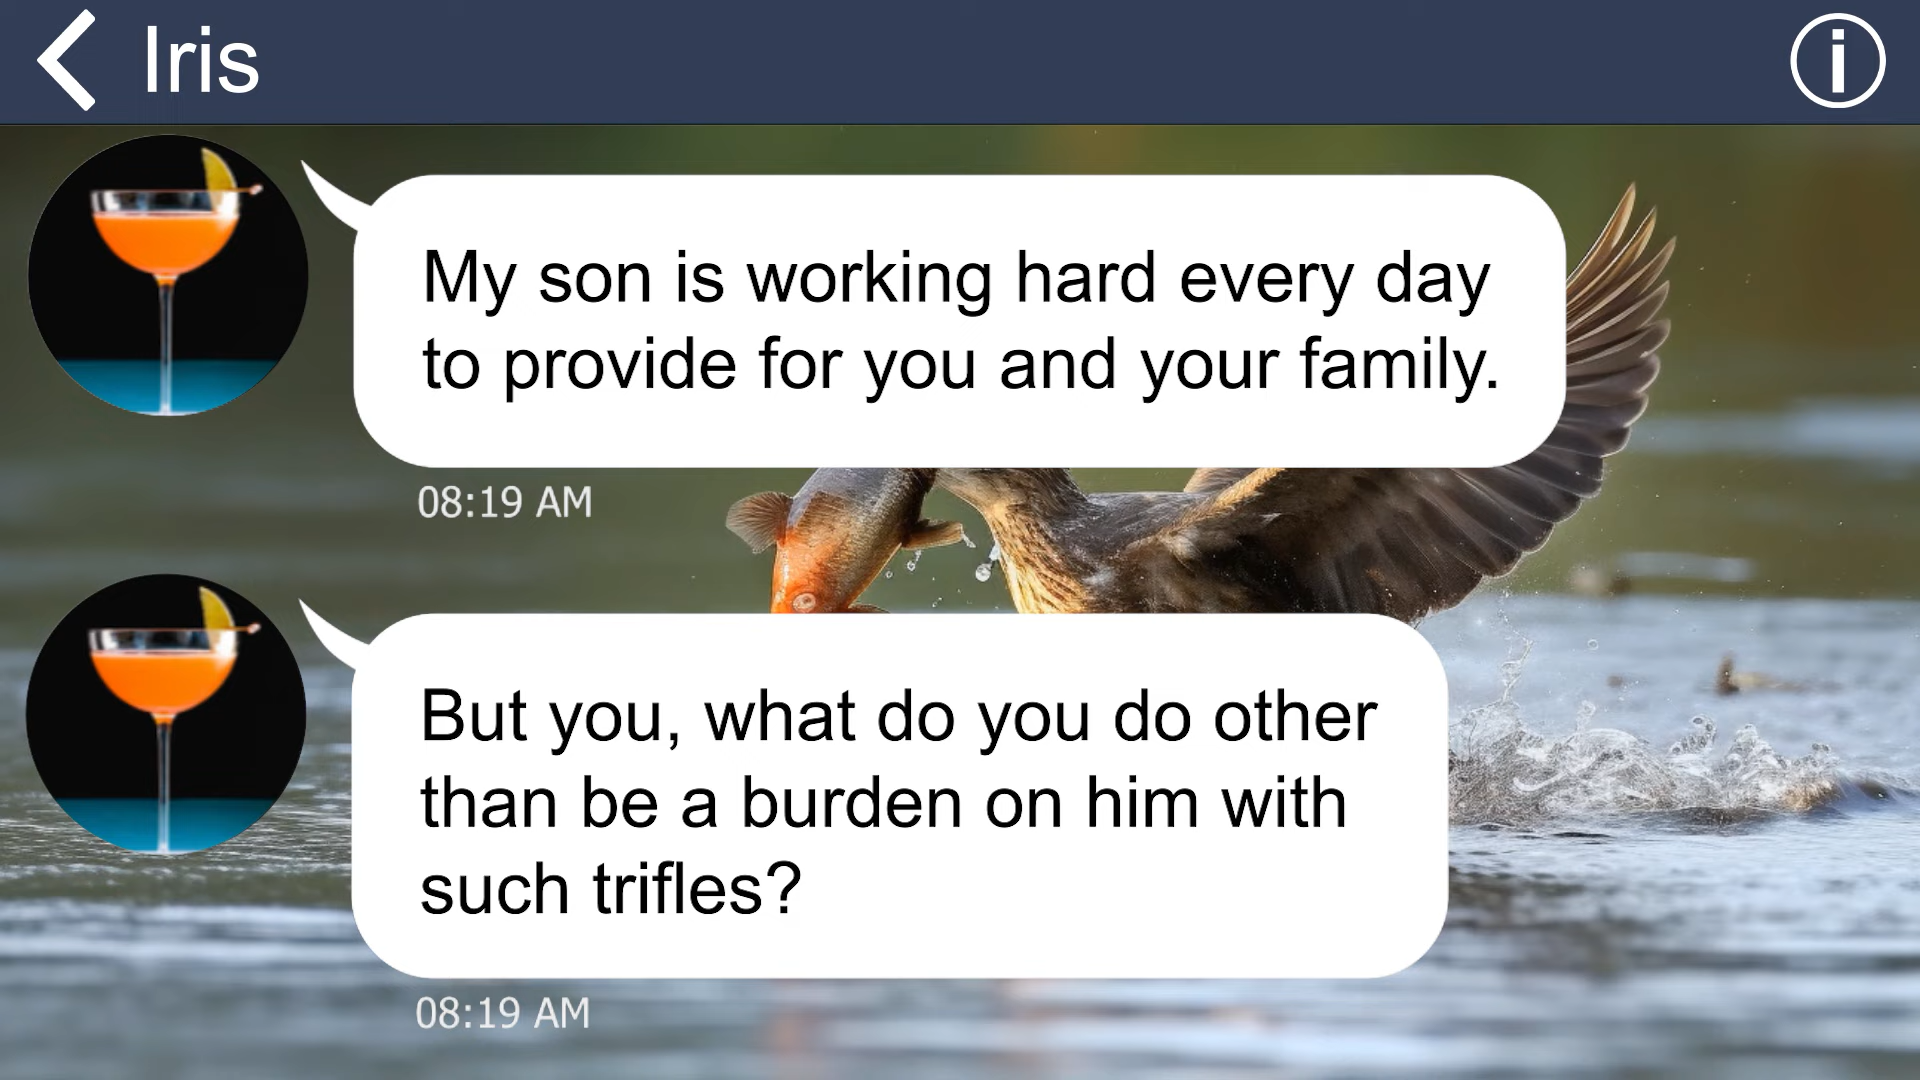 Iris
My son is working hard every day
to provide for you and your family.
08:19 AM
But you, what do you do other
than be a burden on him with
such trifles?
08:19 AM